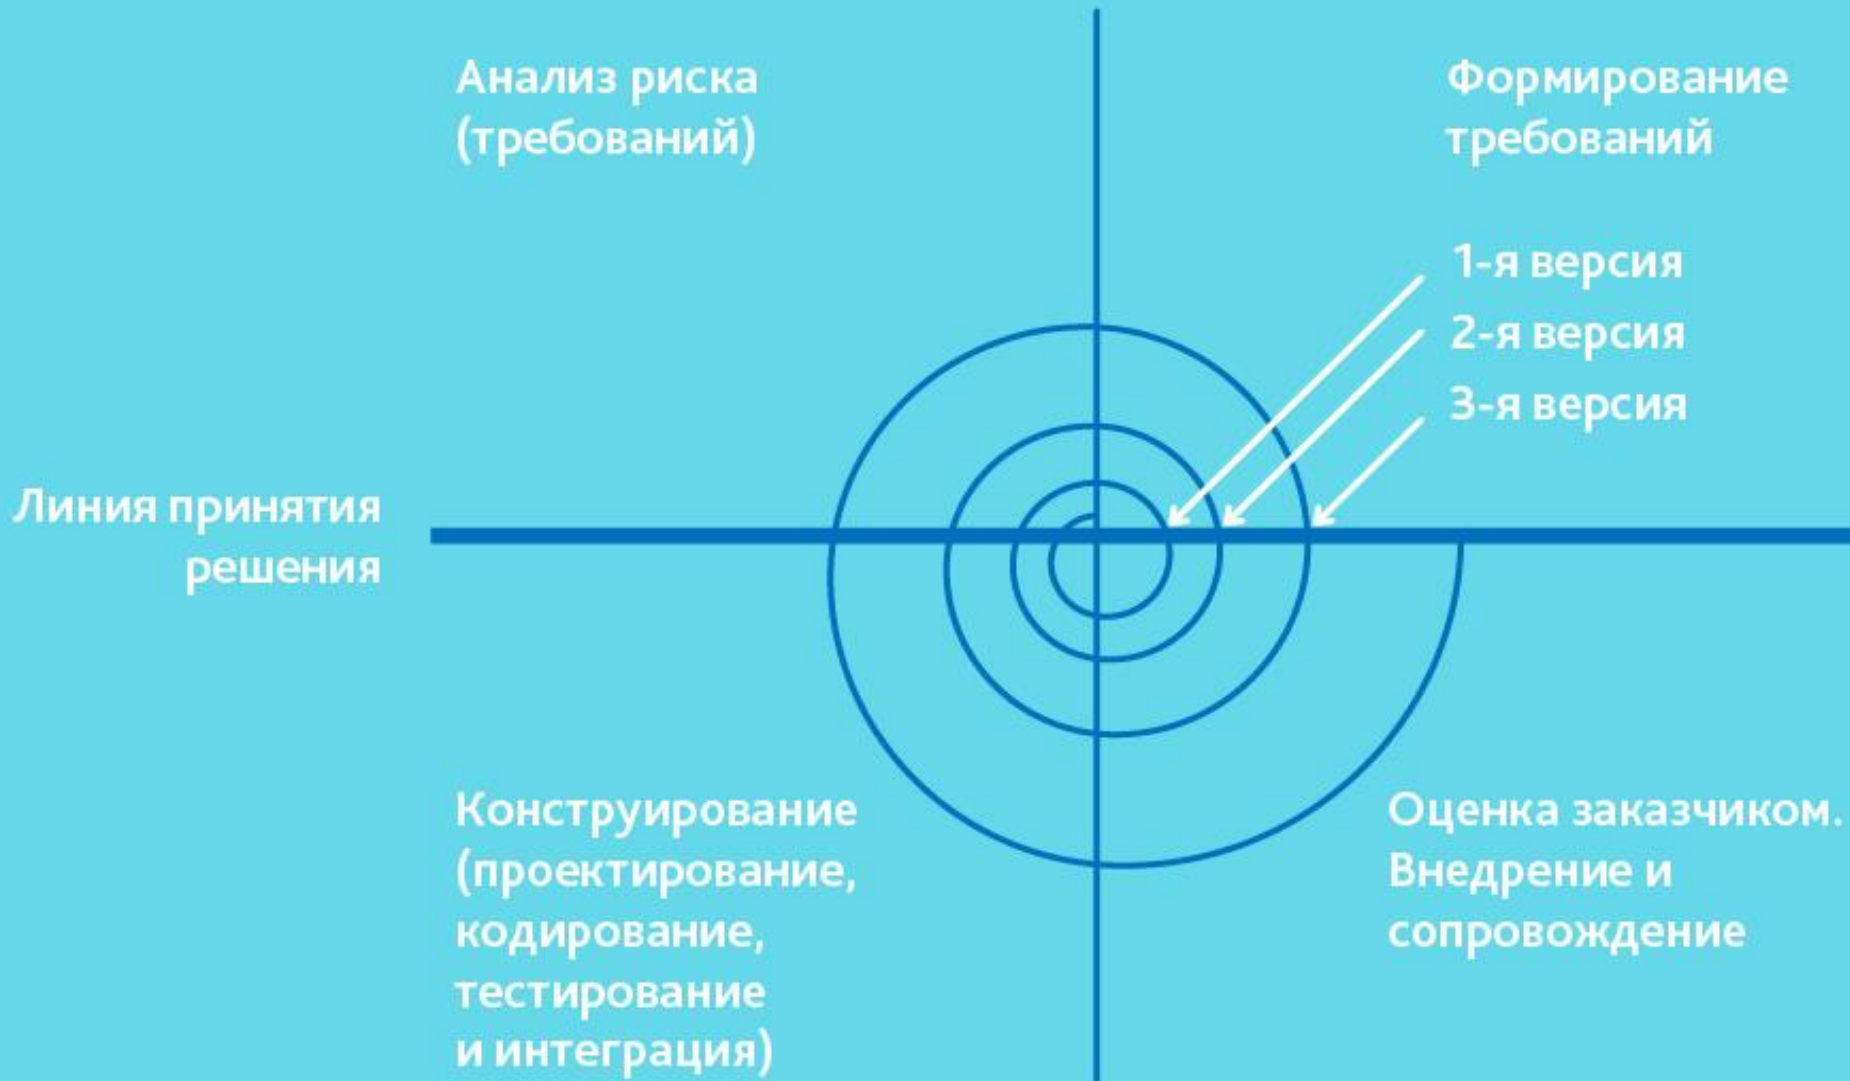 Анализ риска
(требований)
Формирование
требований
1-я версия
2-я версия
3-я версия
Линия принятия
решения
Конструирование
(проектирование,
кодирование,
тестирование
и интеграция)
Оценка заказчиком.
Внедрение и
сопровождение